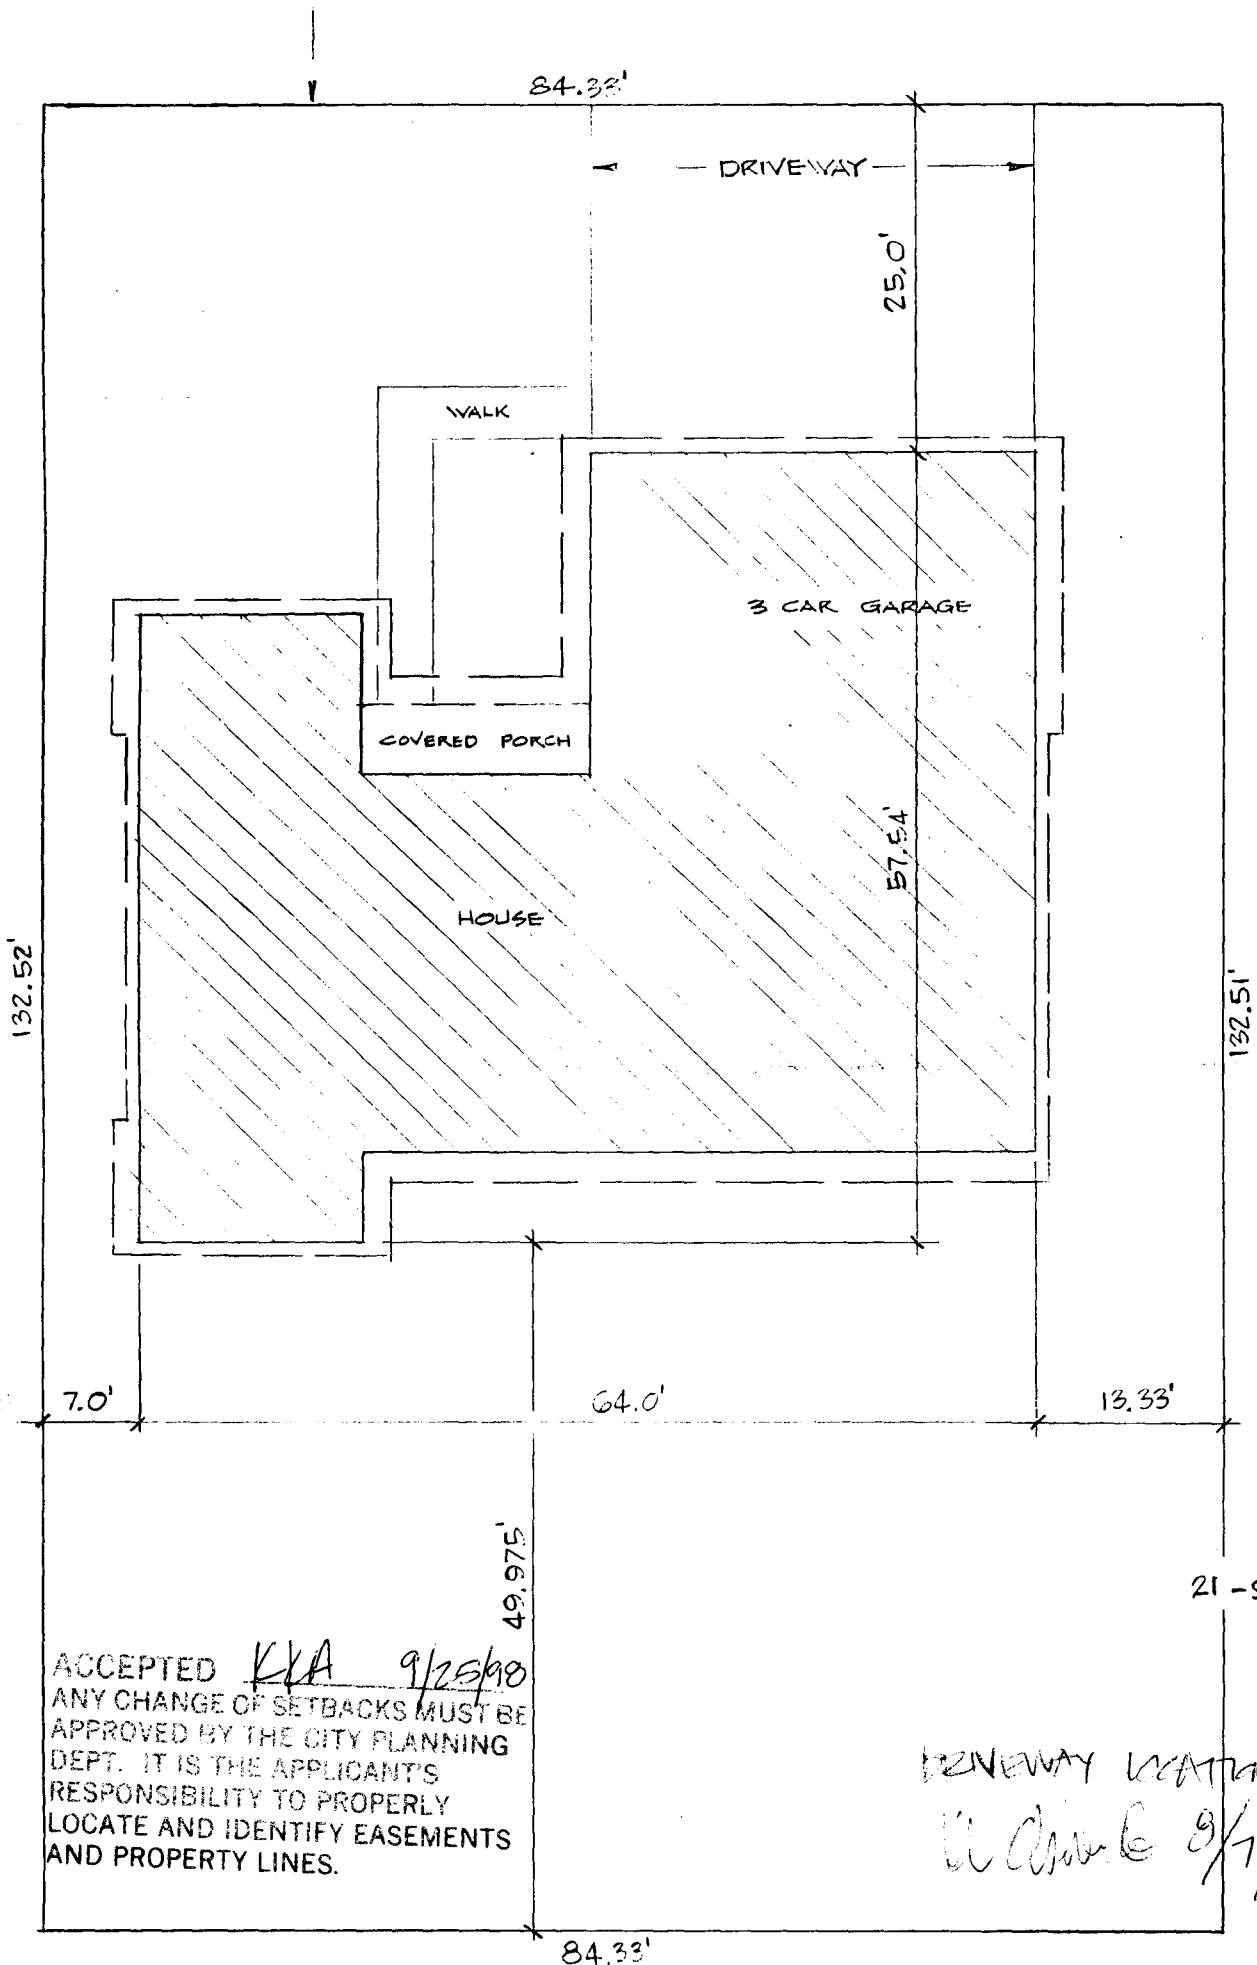 84.33'
DRIVEWAY
25.0'
WALK
3 CAR GARAGE
COVERED PORCH
57.54'
HOUSE
132.52'
132.51'
7.0'
64.0'
13.33'
49.975'
21 -
ACCEPTED KKA 9/25/98
ANY CHANGE OF SETBACKS MUST BE
APPROVED BY THE CITY PLANNING
DEPT. IT IS THE APPLICANT'S
RESPONSIBILITY TO PROPERLY
LOCATE AND IDENTIFY EASEMENTS
AND PROPERTY LINES.
DRIVEWAY
84.33'